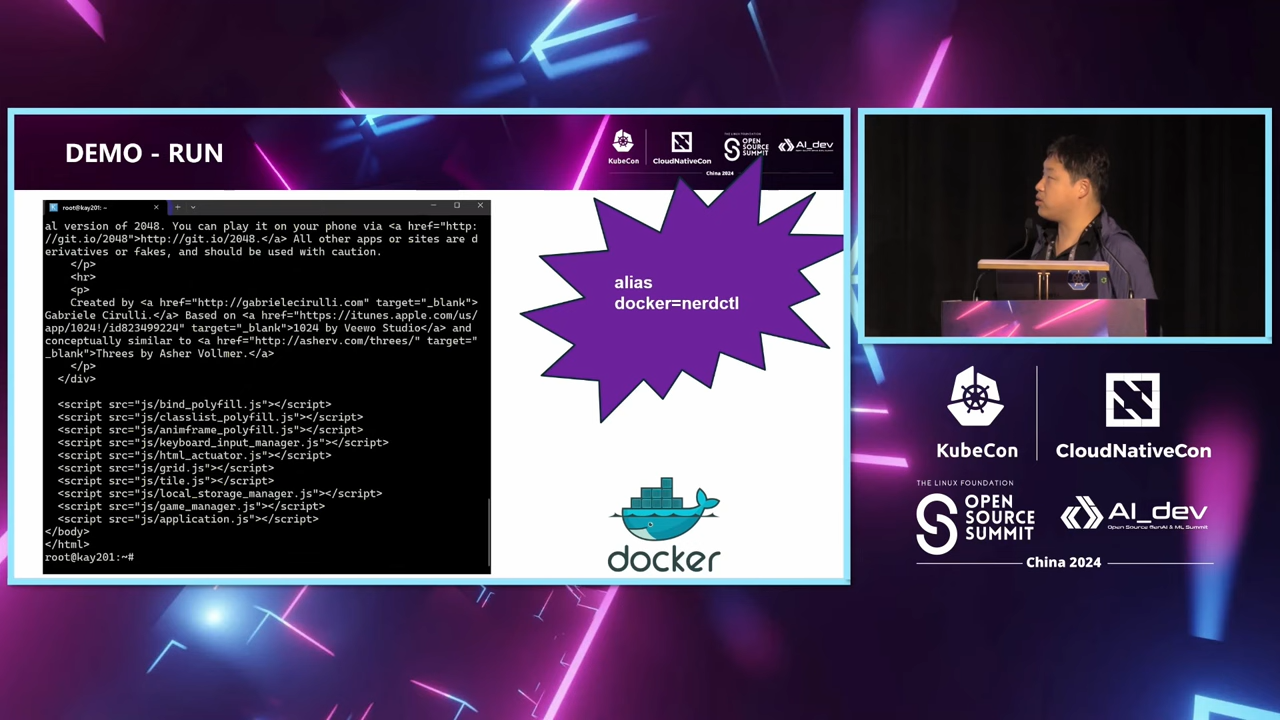 DEMO - RUN
KubeCon
CloudNativeCon
THE LINUX FOUNDATION
OPEN
SOURCE
SUMMIT
AI_dev
China 2024
root@kay201: ~
al version of 2048. You can play it on your phone via <a href="http:
//git.io/2048">http://git.io/2048.</a> All other apps or sites are d
erivatives or fakes, and should be used with caution.
</p>
<hr>
<p>
Created by <a href="http://gabrielecirulli.com" target="_blank">
Gabriele Cirulli.</a> Based on <a href="https://itunes.apple.com/us/
app/1024!/id823499224" target="_blank">1024 by Veewo Studio</a> and
conceptually similar to <a href="http://asherv.com/threes/" target="
_blank">Threes by Asher Vollmer.</a>
</p>
</div>
<script src="js/bind_polyfill.js"></script>
<script src="js/classlist_polyfill.js"></script>
<script src="js/animframe_polyfill.js"></script>
<script src="js/keyboard_input_manager.js"></script>
<script src="js/html_actuator.js"></script>
<script src="js/grid.js"></script>
<script src="js/tile.js"></script>
<script src="js/local_storage_manager.js"></script>
<script src="js/game_manager.js"></script>
<script src="js/application.js"></script>
</body>
</html>
root@kay201:~#
alias
docker=nerdctl
docker
KubeCon
CloudNativeCon
THE LINUX FOUNDATION
OPEN
SOURCE
SUMMIT
AI_dev
Open Source GenAI & ML Summit
China 2024